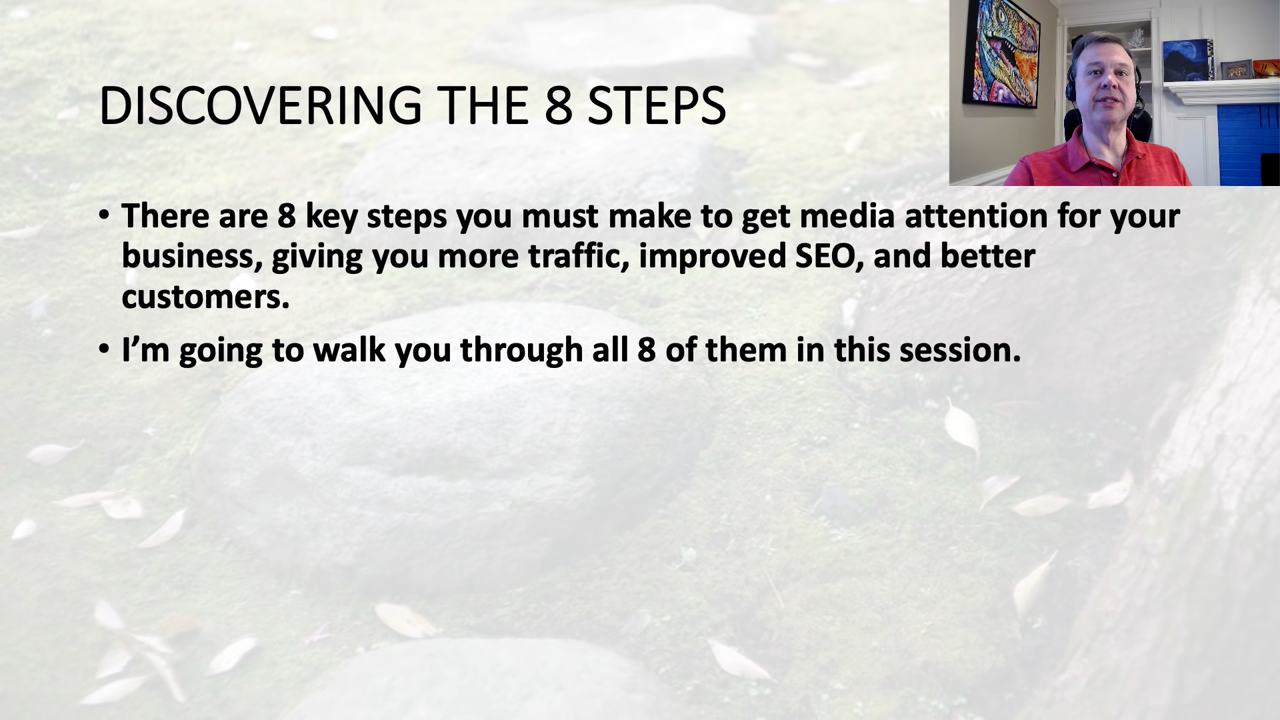 DISCOVERING THE 8 STEPS
• There are 8 key steps you must make to get media attention for your
business, giving you more traffic, improved SEO, and better
customers.
• I’m going to walk you through all 8 of them in this session.